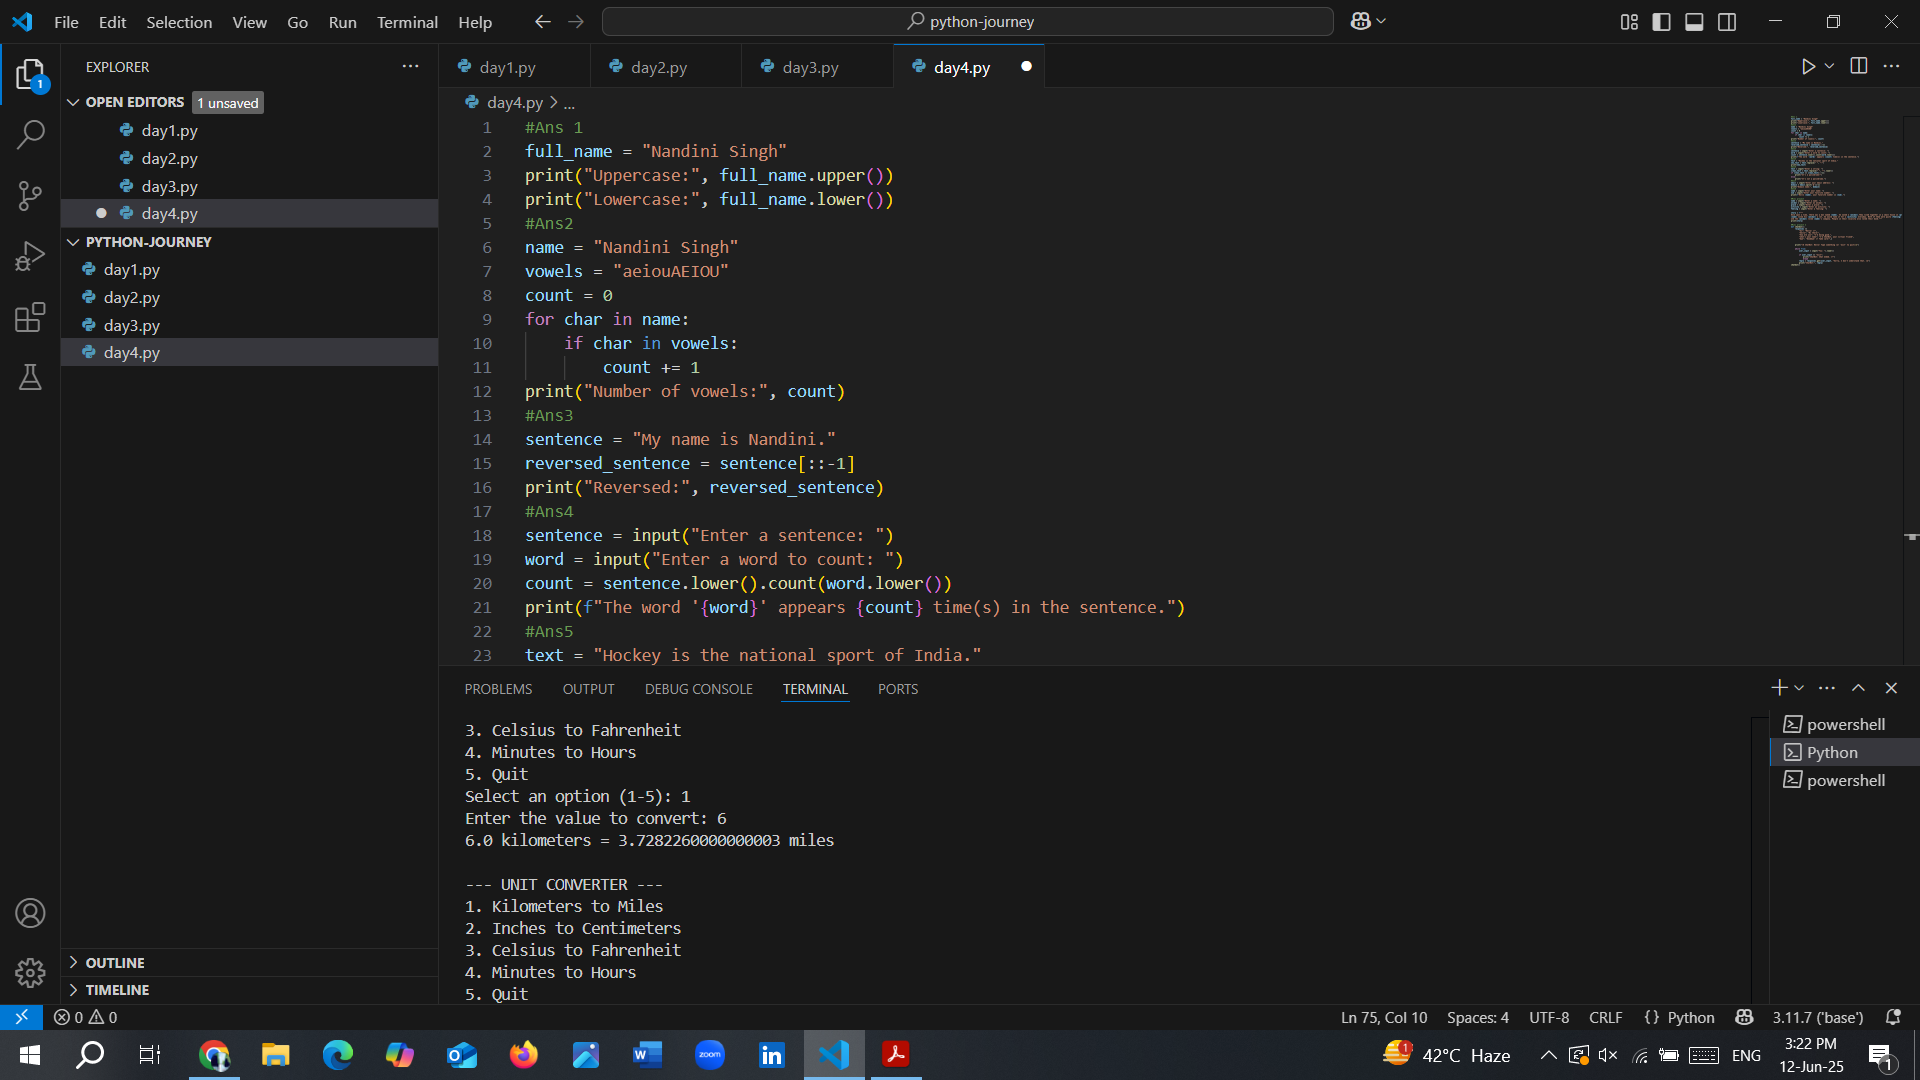 File Edit Selection View Go Run Terminal Help
python-journey
EXPLORER
1
OPEN EDITORS 1 unsaved
day1.py
day2.py
day3.py
day4.py
PYTHON-JOURNEY
day1.py
day2.py
day3.py
day4.py
OUTLINE
TIMELINE
day1.py day2.py day3.py day4.py
day4.py > ...
1 #Ans 1
2 full_name = "Nandini Singh"
3 print("Uppercase:", full_name.upper())
4 print("Lowercase:", full_name.lower())
5 #Ans2
6 name = "Nandini Singh"
7 vowels = "aeiouAEIOU"
8 count = 0
9 for char in name:
10 if char in vowels:
11 count += 1
12 print("Number of vowels:", count)
13 #Ans3
14 sentence = "My name is Nandini."
15 reversed_sentence = sentence[::-1]
16 print("Reversed:", reversed_sentence)
17 #Ans4
18 sentence = input("Enter a sentence: ")
19 word = input("Enter a word to count: ")
20 count = sentence.lower().count(word.lower())
21 print(f"The word '{word}' appears {count} time(s) in the sentence.")
22 #Ans5
23 text = "Hockey is the national sport of India."
PROBLEMS OUTPUT DEBUG CONSOLE TERMINAL PORTS
3. Celsius to Fahrenheit
4. Minutes to Hours
5. Quit
Select an option (1-5): 1
Enter the value to convert: 6
6.0 kilometers = 3.7282260000000003 miles
--- UNIT CONVERTER ---
1. Kilometers to Miles
2. Inches to Centimeters
3. Celsius to Fahrenheit
4. Minutes to Hours
5. Quit
powershell
Python
powershell
0 0
Ln 75, Col 10 Spaces: 4 UTF-8 CRLF {} Python 3.11.7 ('base')
zoom
in
1
42°C Haze
ENG
3:22 PM
12-Jun-25
1